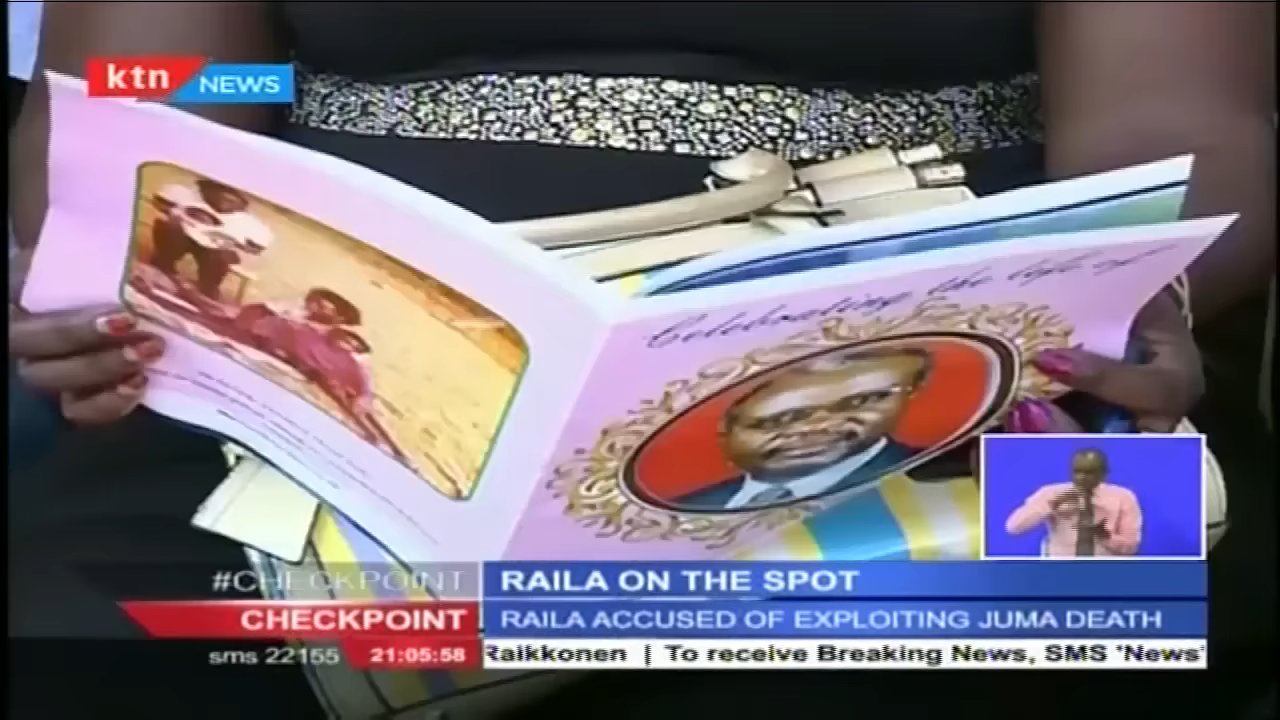 ktn NEWS
Celebrating the life of
#CHECKPOINT
RAILA ON THE SPOT
CHECKPOINT
RAILA ACCUSED OF EXPLOITING JUMA DEATH
sms 22155
21:05:58
Raikkonen | To receive Breaking News, SMS 'News'